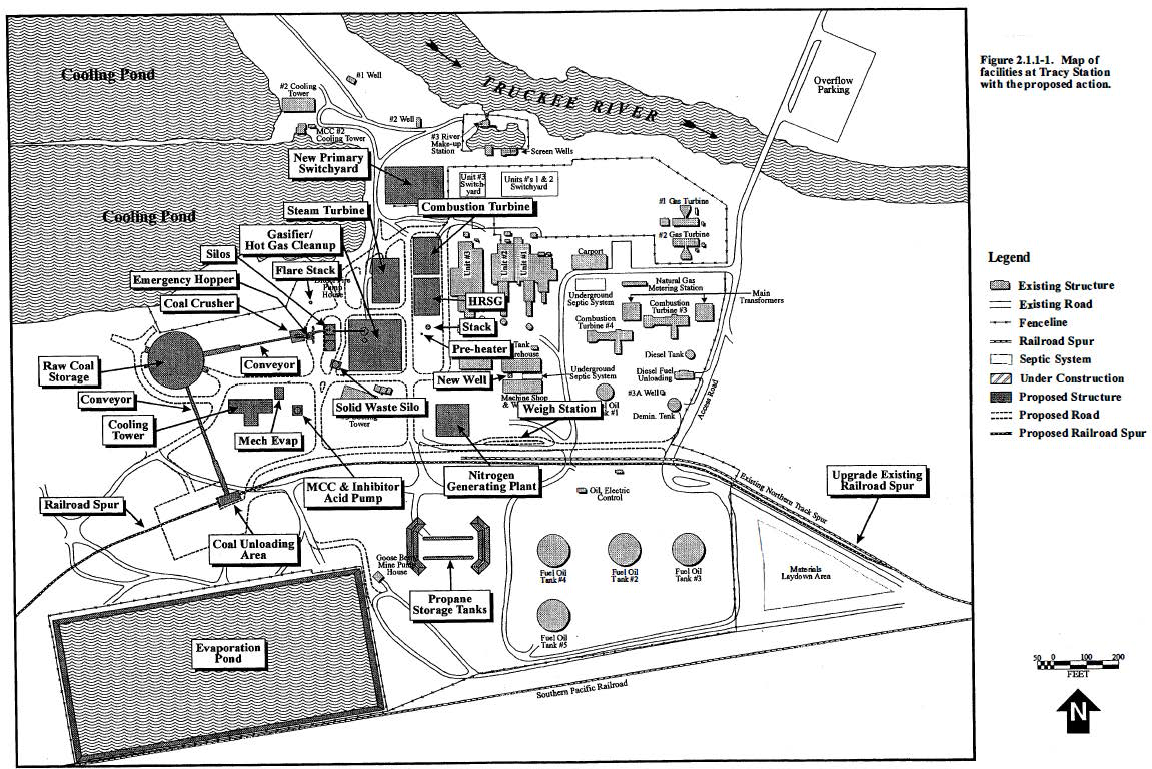 Cooling Pond
#1 Well
#2 Cooling
Tower
MCC #2
Cooling Tower
#2 Well
TRUCKEE RIVER
Overflow
Parking
Figure 2.1.1-1. Map of
facilities at Tracy Station
with the proposed action.
#3 River
Make-up
Station
Screen Wells
New Primary
Switchyard
Unit #3
Switch-
yard
Units #'s 1 & 2
Switchyard
Cooling Pond
Steam Turbine
Combustion Turbine
#1 Gas Turbine
#2 Gas Turbine
Gasifier/
Hot Gas Cleanup
Silos
Flare Stack
Emergency Hopper
Coal Crusher
Pump
House
Unit #3
Unit #2
Unit #1
Carport
Underground
Septic System
Natural Gas
Metering Station
Main
Transformers
HRSG
Stack
Pre-heater
Combustion
Turbine #3
Combustion
Turbine #4
Raw Coal
Storage
Conveyor
Conveyor
Tank
New Well
Underground
Septic System
Machine Shop
Diesel Tank
Diesel Fuel
Unloading
#3A Well
Demin. Tank
Access Road
Solid Waste Silo
Weigh Station
Cooling
Tower
Mech Evap
Tower
MCC & Inhibitor
Acid Pump
Nitrogen
Generating Plant
Oil, Electric
Control
Existing Northern Track Spur
Upgrade Existing
Railroad Spur
Railroad Spur
Coal Unloading
Area
Mine Pump
House
Propane
Storage Tanks
Fuel Oil
Tank #4
Fuel Oil
Tank #2
Fuel Oil
Tank #3
Fuel Oil
Tank #5
Materials
Laydown Area
Evaporation
Pond
Southern Pacific Railroad
Legend
Existing Structure
Existing Road
Fenceline
Railroad Spur
Septic System
Under Construction
Proposed Structure
Proposed Road
Proposed Railroad Spur
50 0 100 200
FEET
N